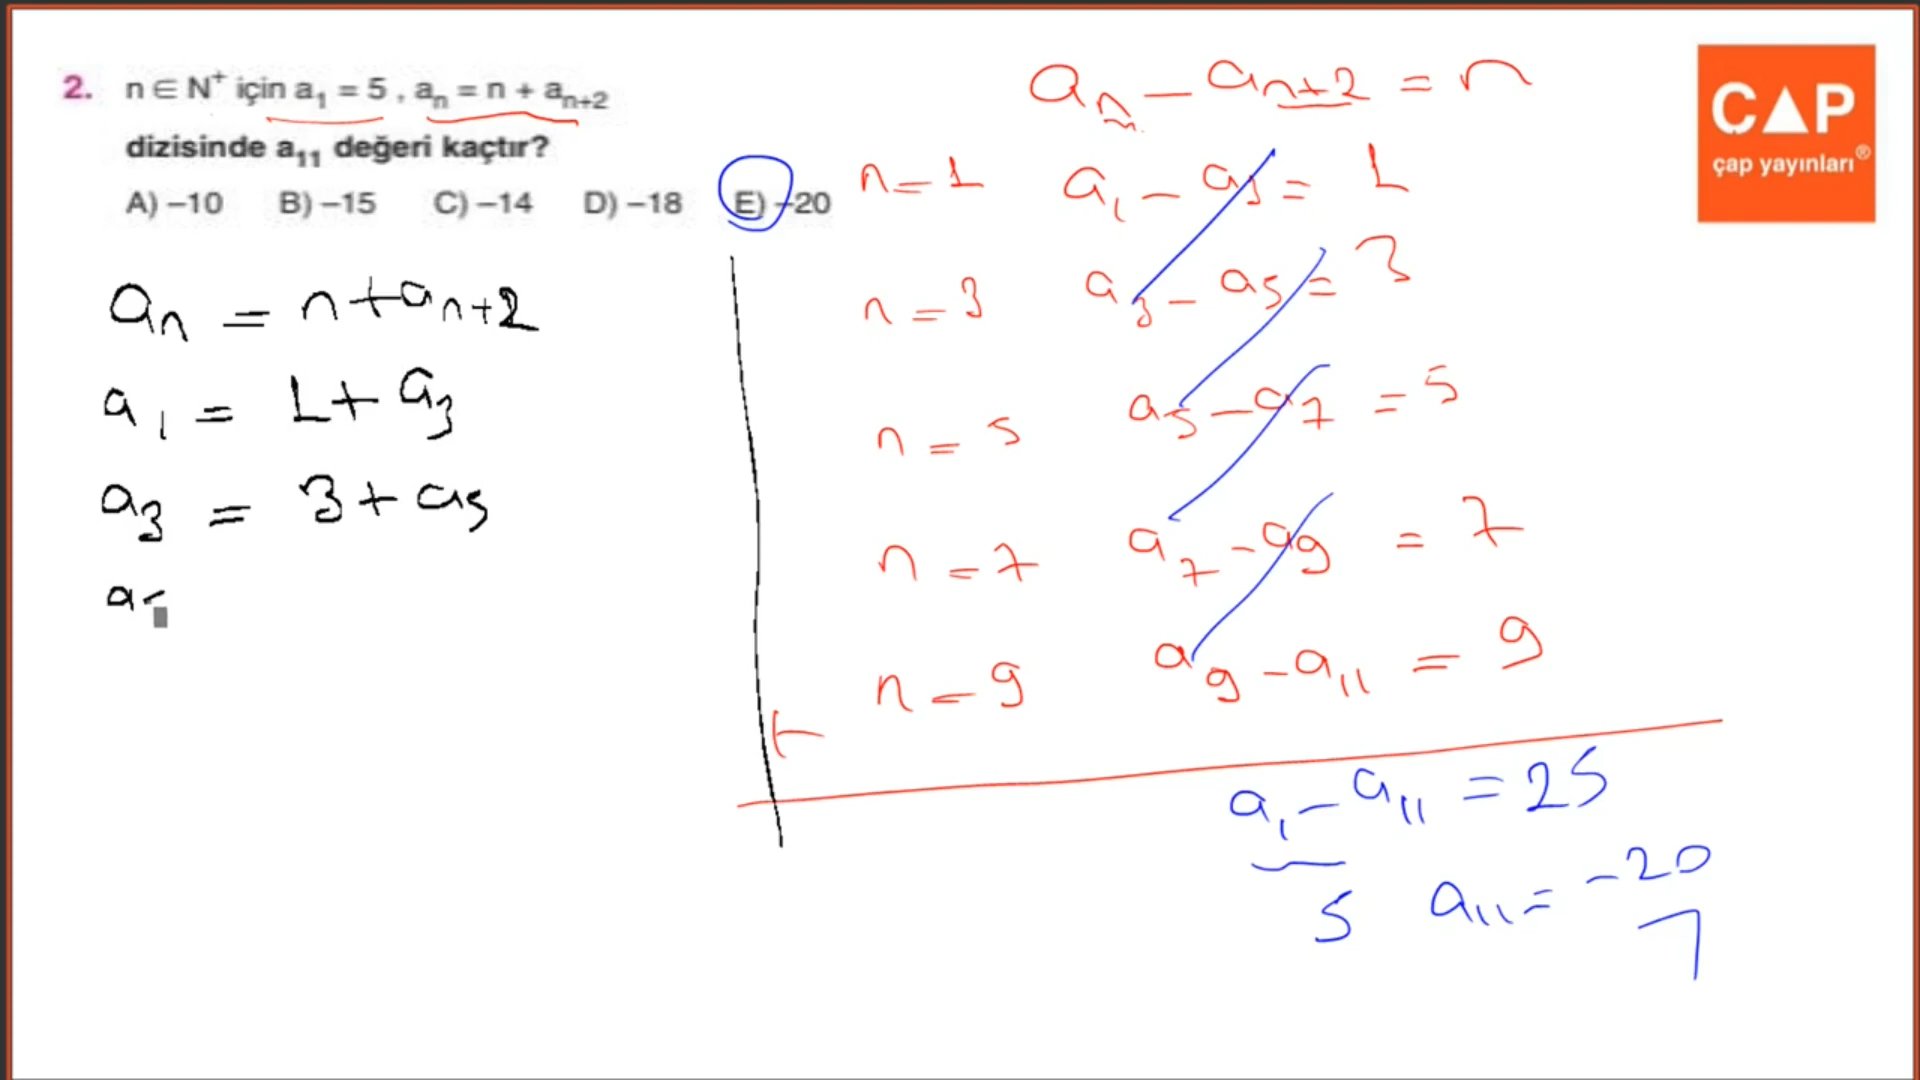 2. n ∈ N⁺ için a₁ = 5 , aₙ = n + aₙ₊₂
dizisinde a₁₁ değeri kaçtır?
A) –10 B) –15 C) –14 D) –18 E) –20
aₙ = n + aₙ₊₂
a₁ = 1 + a₃
a₃ = 3 + a₅
a
aₙ – aₙ₊₂ = n
n = 1 a₁ – a₃ = 1
n = 3 a₃ – a₅ = 3
n = 5 a₅ – a₇ = 5
n = 7 a₇ – a₉ = 7
n = 9 a₉ – a₁₁ = 9
+
a₁ – a₁₁ = 25
5 a₁₁ = –20
ÇAP
çap yayınları®